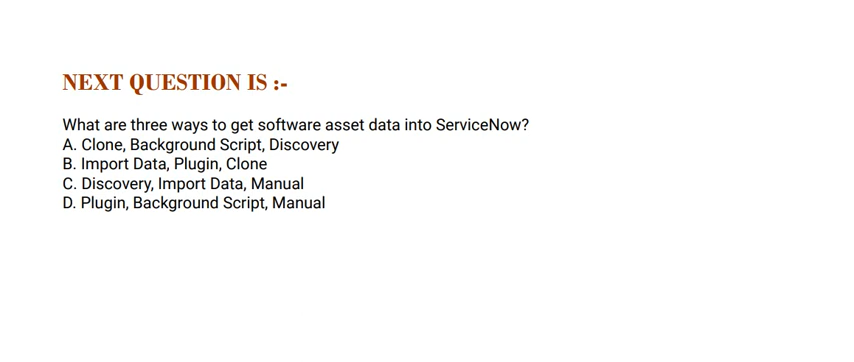 NEXT QUESTION IS :-
What are three ways to get software asset data into ServiceNow?
A. Clone, Background Script, Discovery
B. Import Data, Plugin, Clone
C. Discovery, Import Data, Manual
D. Plugin, Background Script, Manual